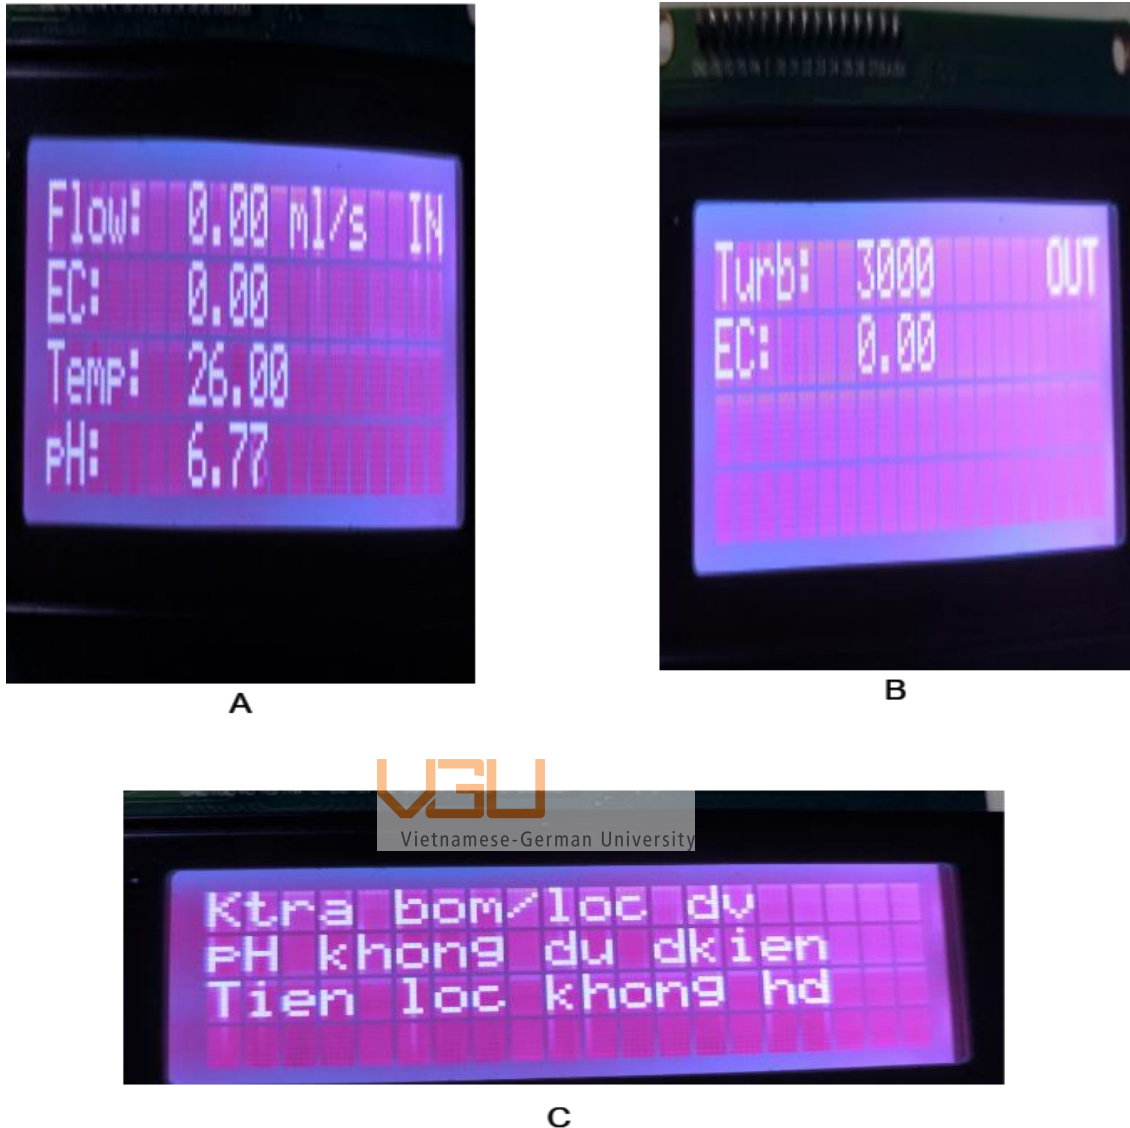 Flow: 0.00 ml/s IN
EC: 0.00
Temp: 26.00
pH: 6.77
A
Turb: 3000 OUT
EC: 0.00
B
VGU
Vietnamese-German University
Ktra bom/loc dv
pH khong du dkien
Tien loc khong hd
C